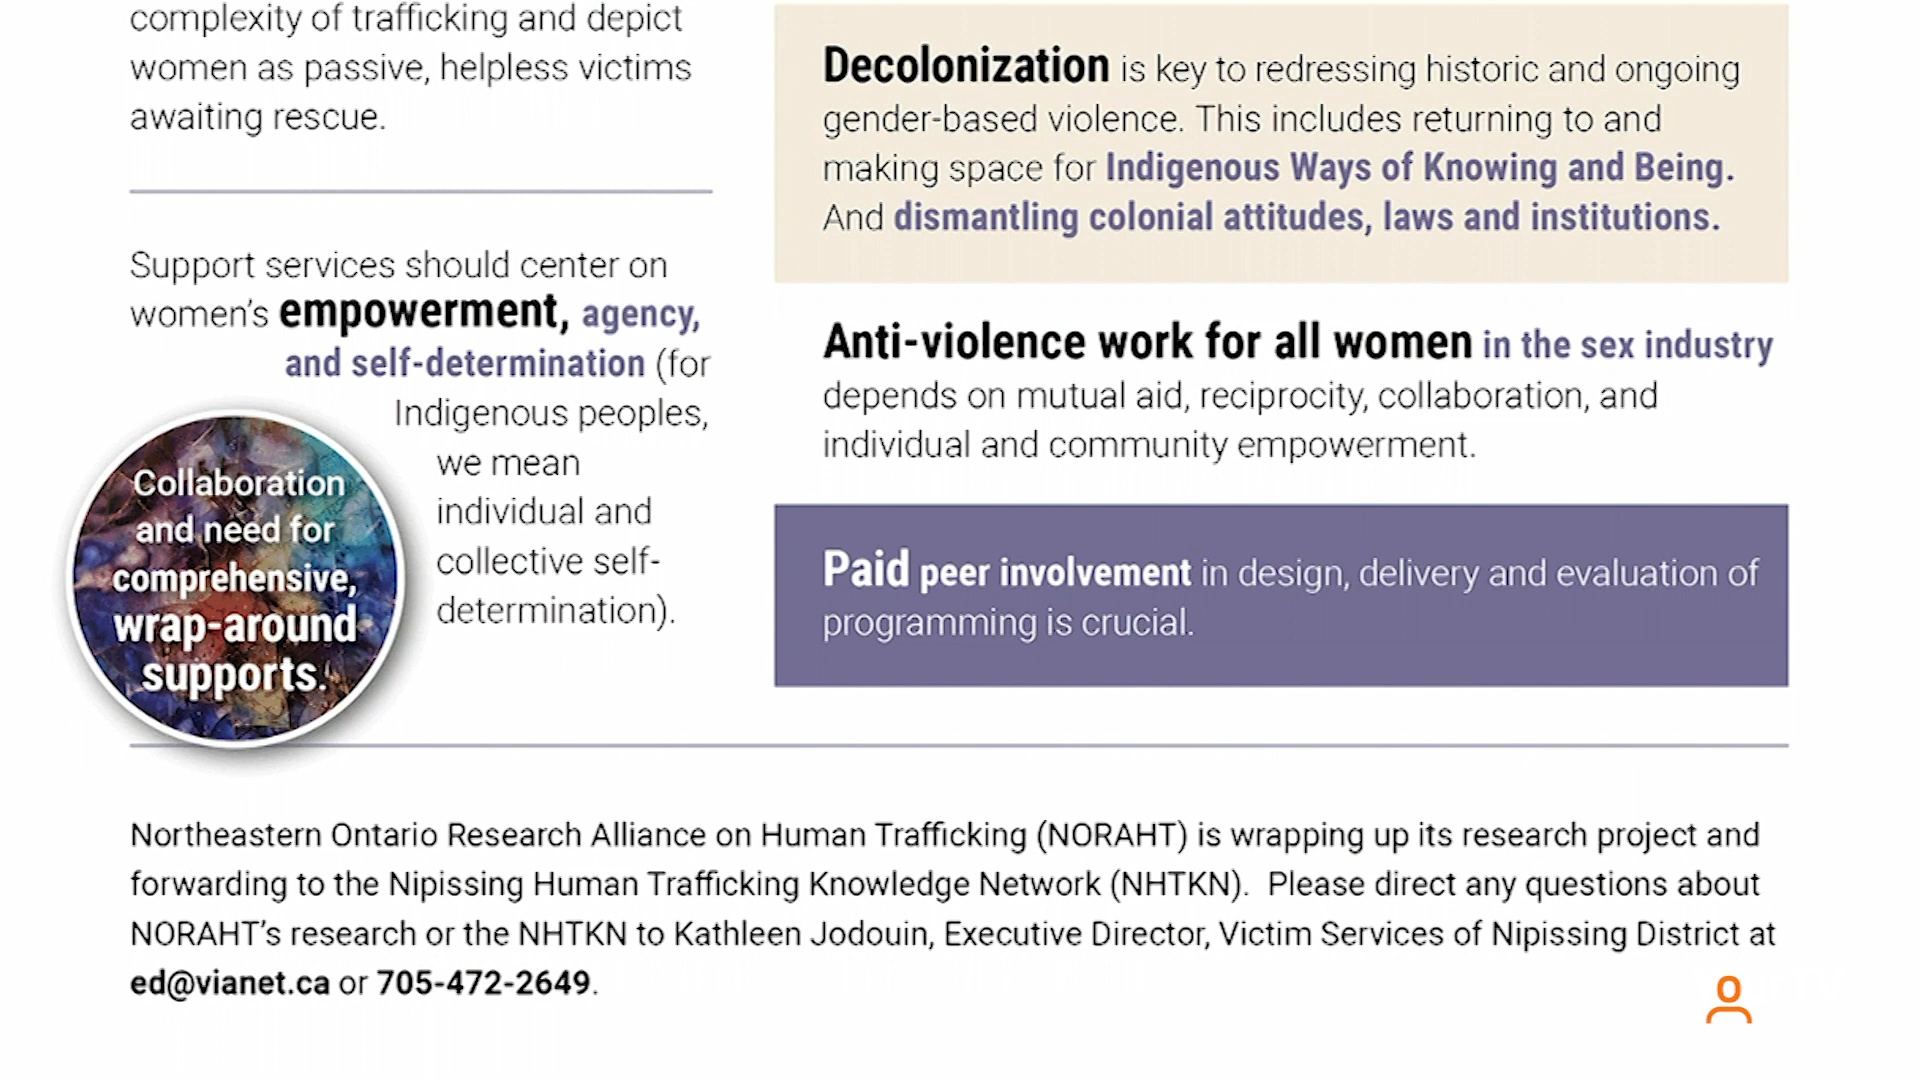 complexity of trafficking and depict
women as passive, helpless victims
awaiting rescue.
Support services should center on
women’s empowerment, agency,
and self-determination (for
Indigenous peoples,
we mean
individual and
collective self-
determination).
Collaboration
and need for
comprehensive,
wrap-around
supports.
Decolonization is key to redressing historic and ongoing
gender-based violence. This includes returning to and
making space for Indigenous Ways of Knowing and Being.
And dismantling colonial attitudes, laws and institutions.
Anti-violence work for all women in the sex industry
depends on mutual aid, reciprocity, collaboration, and
individual and community empowerment.
Paid peer involvement in design, delivery and evaluation of
programming is crucial.
Northeastern Ontario Research Alliance on Human Trafficking (NORAHT) is wrapping up its research project and
forwarding to the Nipissing Human Trafficking Knowledge Network (NHTKN).  Please direct any questions about
NORAHT’s research or the NHTKN to Kathleen Jodouin, Executive Director, Victim Services of Nipissing District at
ed@vianet.ca or 705-472-2649.